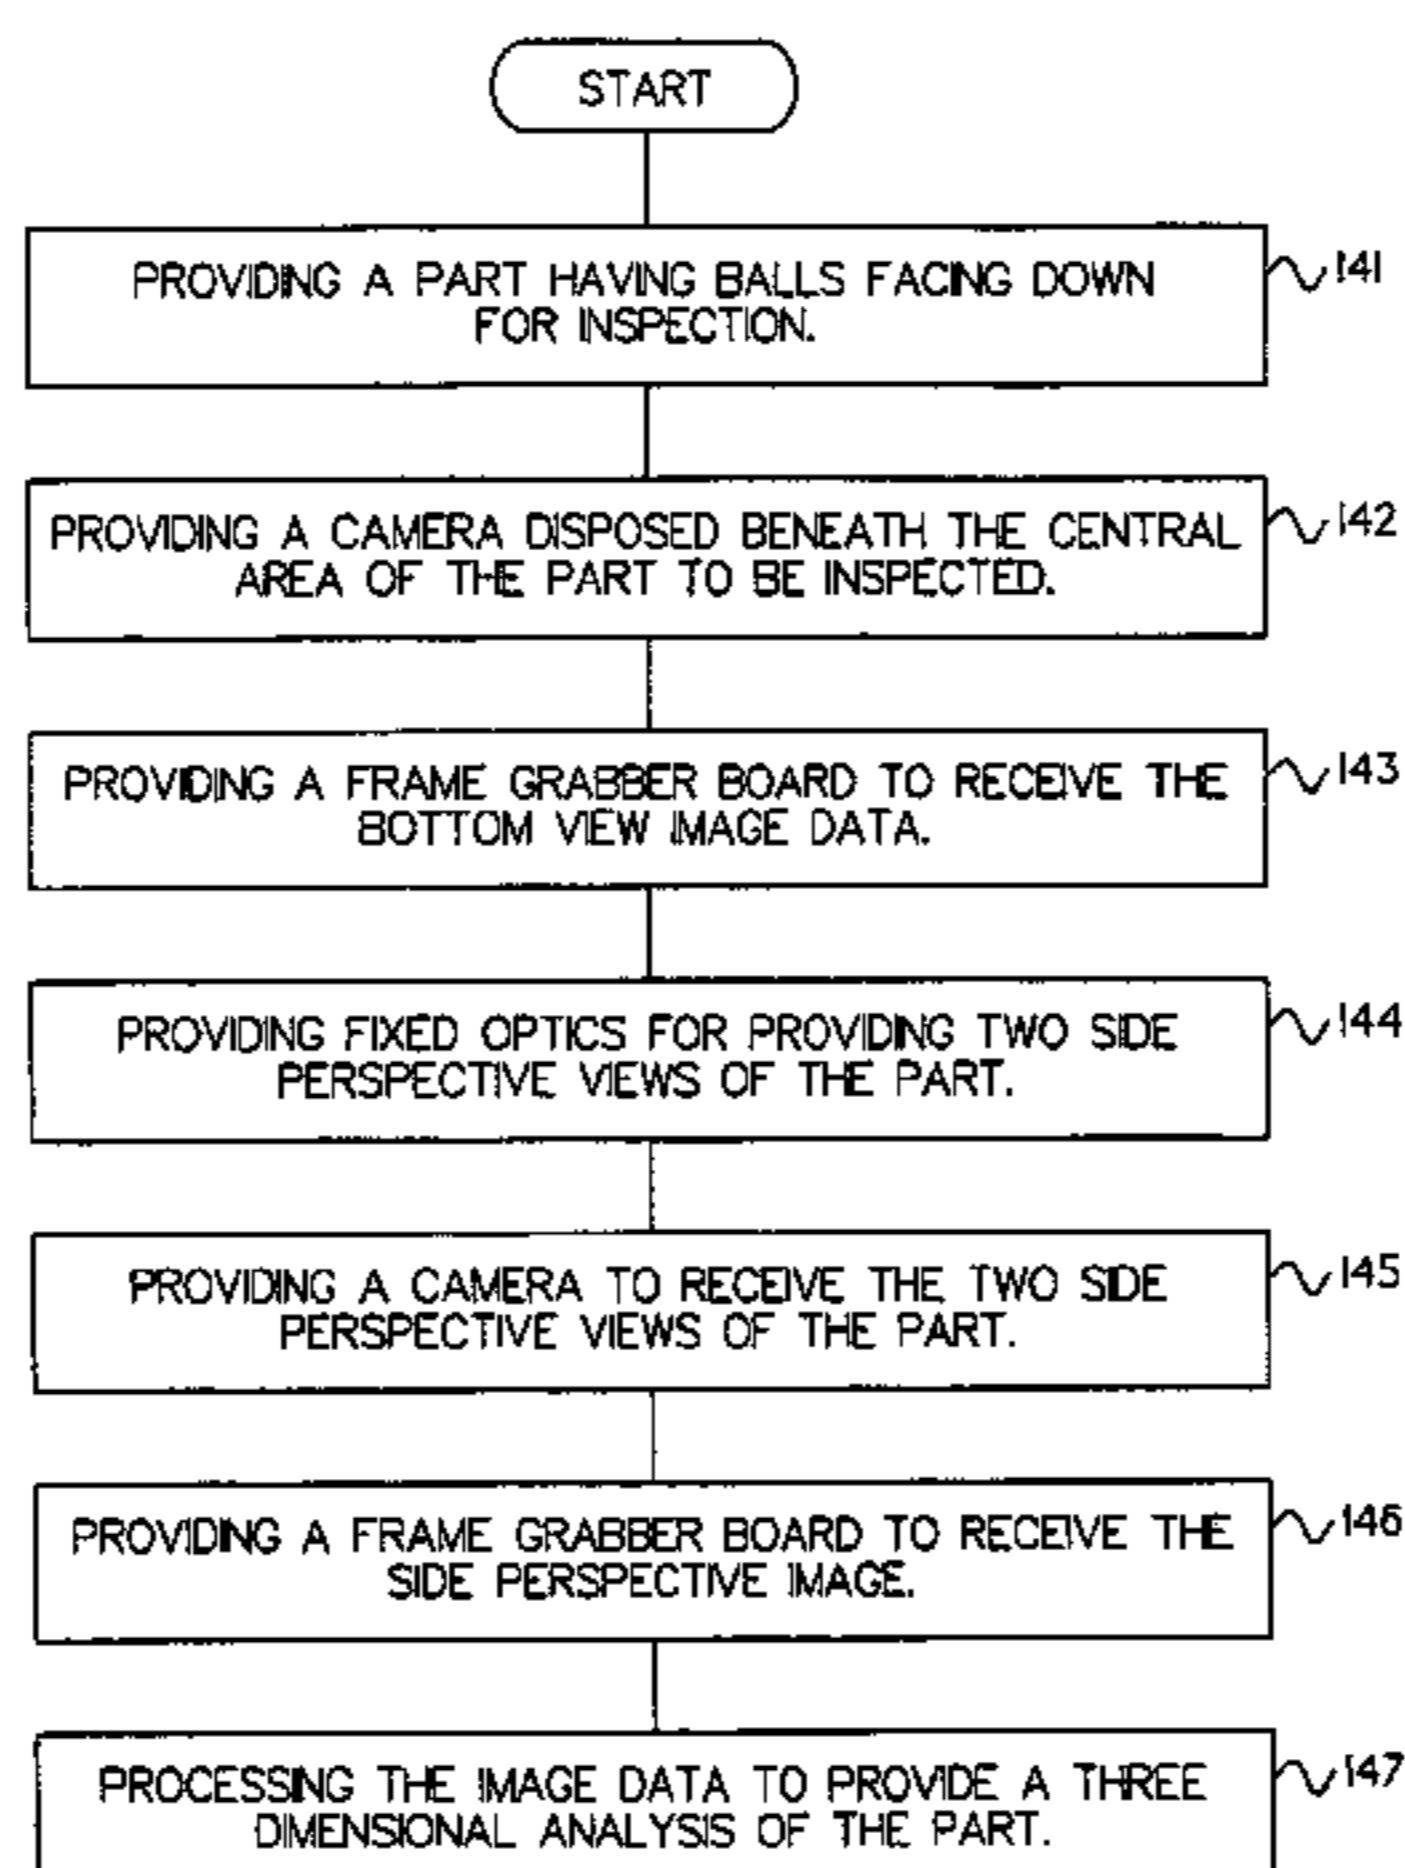 START
PROVIDING A PART HAVING BALLS FACING DOWN
FOR INSPECTION.
141
PROVIDING A CAMERA DISPOSED BENEATH THE CENTRAL
AREA OF THE PART TO BE INSPECTED.
142
PROVIDING A FRAME GRABBER BOARD TO RECEIVE THE
BOTTOM VIEW IMAGE DATA.
143
PROVIDING FIXED OPTICS FOR PROVIDING TWO SIDE
PERSPECTIVE VIEWS OF THE PART.
144
PROVIDING A CAMERA TO RECEIVE THE TWO SIDE
PERSPECTIVE VIEWS OF THE PART.
145
PROVIDING A FRAME GRABBER BOARD TO RECEIVE THE
SIDE PERSPECTIVE IMAGE.
146
PROCESSING THE IMAGE DATA TO PROVIDE A THREE
DIMENSIONAL ANALYSIS OF THE PART.
147